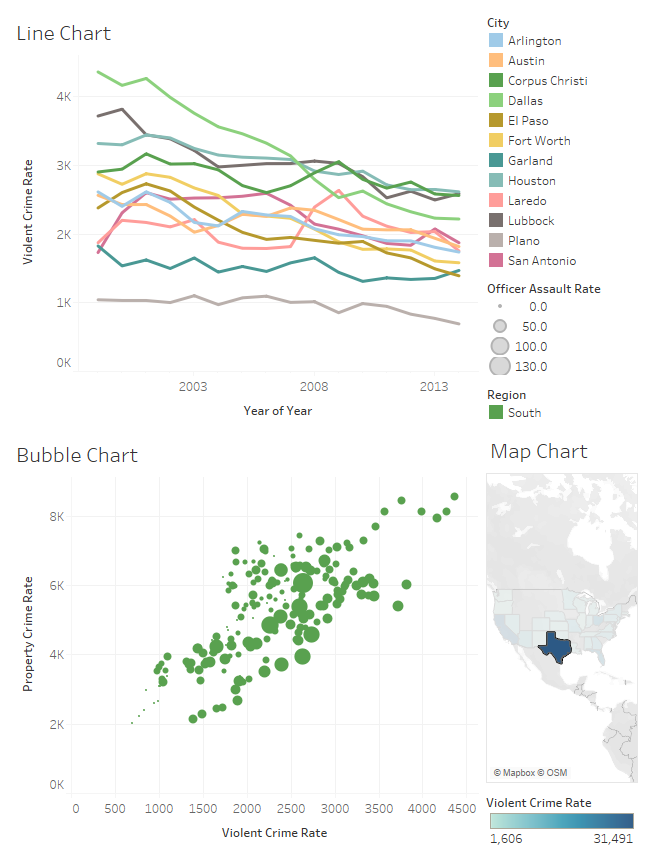 Line Chart
4K
3K
2K
1K
0K
Violent Crime Rate
2003
2008
2013
Year of Year
City
Arlington
Austin
Corpus Christi
Dallas
El Paso
Fort Worth
Garland
Houston
Laredo
Lubbock
Plano
San Antonio
Officer Assault Rate
0.0
50.0
100.0
130.0
Region
South
Bubble Chart
8K
6K
4K
2K
0K
Property Crime Rate
0 500 1000 1500 2000 2500 3000 3500 4000 4500
Violent Crime Rate
Map Chart
© Mapbox © OSM
Violent Crime Rate
1,606 31,491